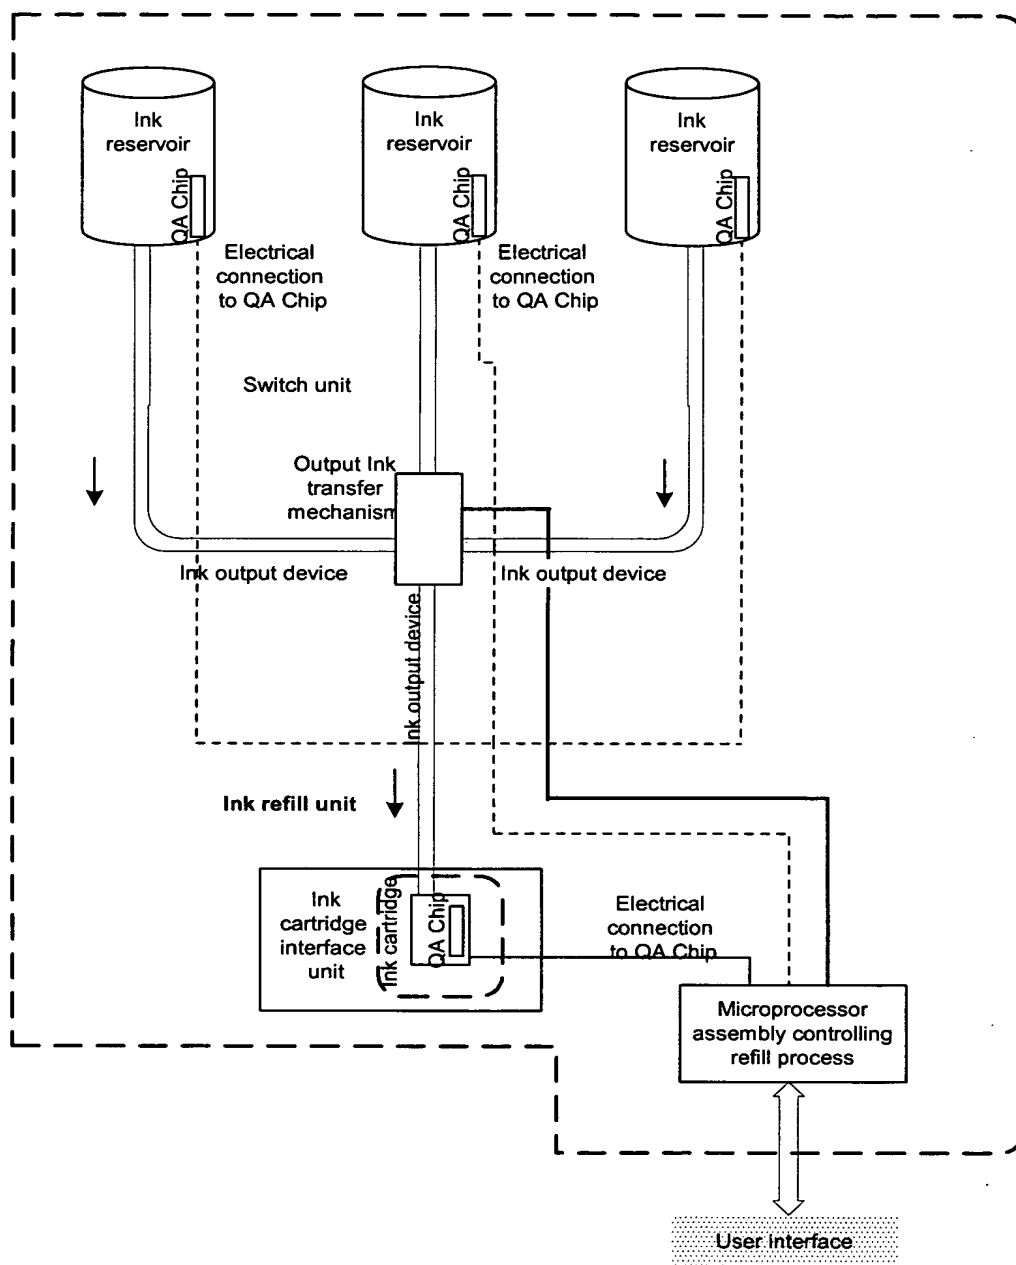 Ink
reservoir
QA Chip
Ink
reservoir
QA Chip
Ink
reservoir
QA Chip
Electrical
connection
to QA Chip
Electrical
connection
to QA Chip
Switch unit
Output Ink
transfer
mechanism
Ink output device
Ink output device
nk output device
Ink refill unit
Ink
cartridge
interface
unit
Ink cartridge
QA Chip
Electrical
connection
to QA Chip
Microprocessor
assembly controlling
refill process
User interface